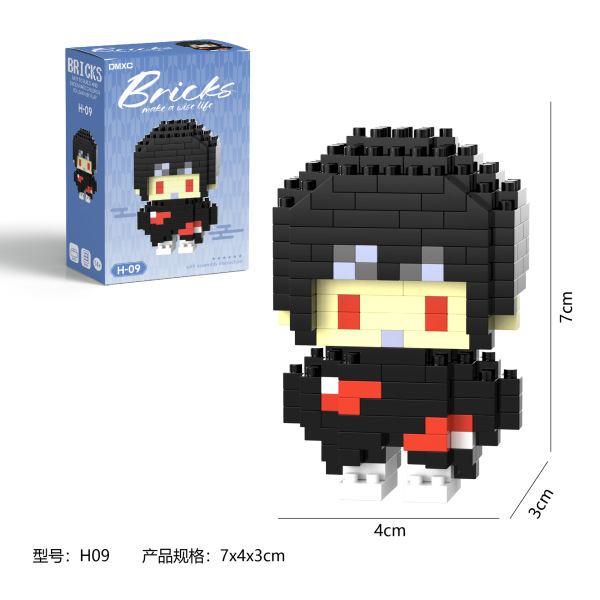 DMXC
Bricks
make a wise life
BRICKS
H-09
H-09
7cm
3cm
4cm
型号：H09 产品规格：7x4x3cm